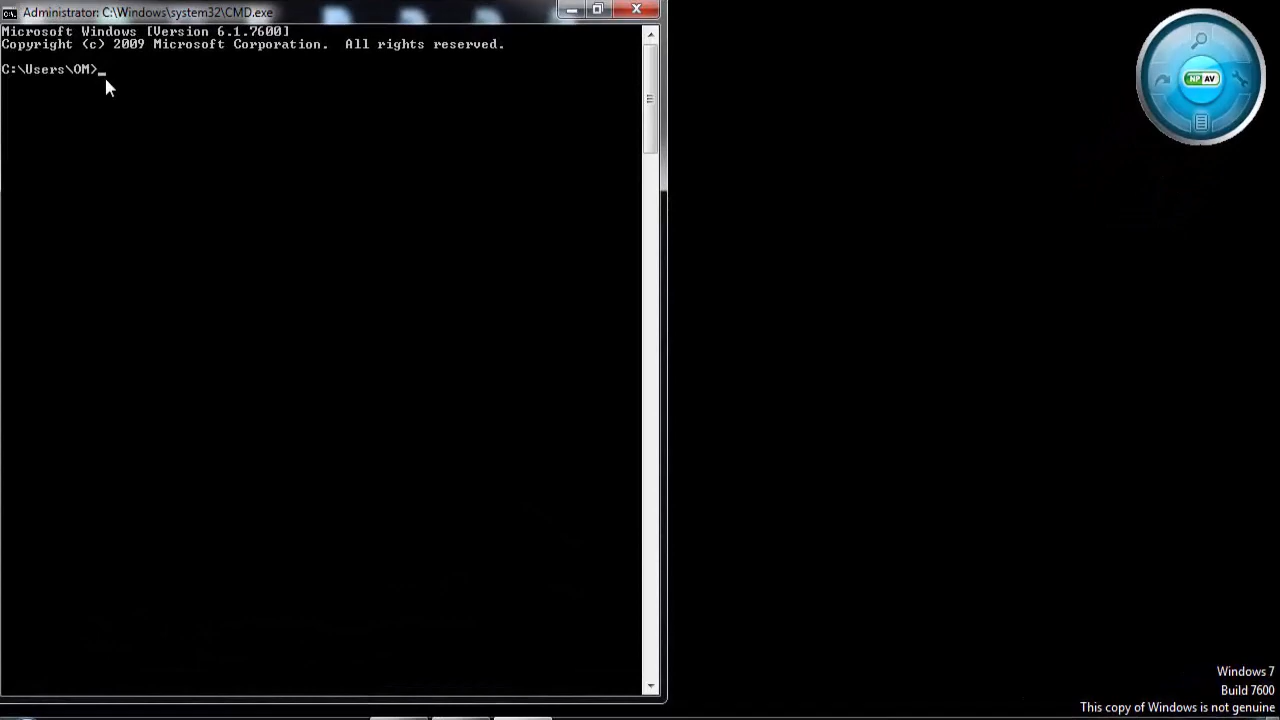 Administrator: C:\Windows\system32\CMD.exe
Microsoft Windows [Version 6.1.7600]
Copyright (c) 2009 Microsoft Corporation.  All rights reserved.
C:\Users\OM>_
NP AV
Windows 7
Build 7600
This copy of Windows is not genuine